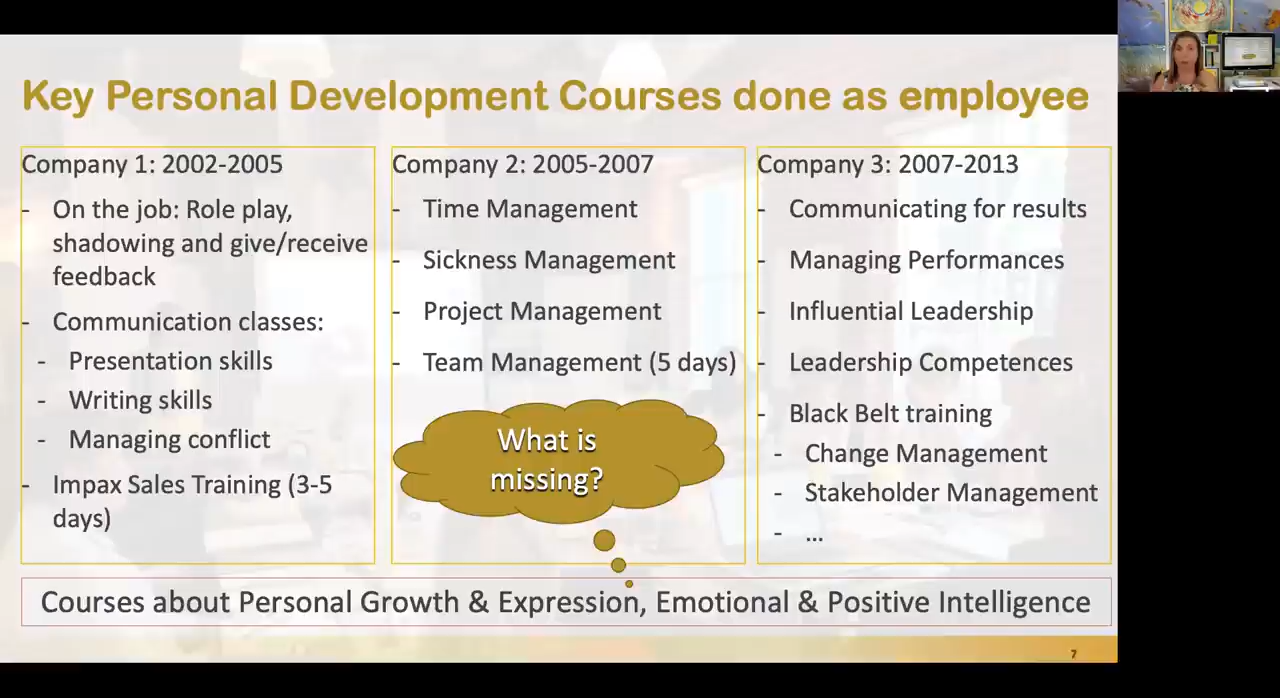 Key Personal Development Courses done as employee
Company 1: 2002-2005
- On the job: Role play,
shadowing and give/receive
feedback
- Communication classes:
- Presentation skills
- Writing skills
- Managing conflict
- Impax Sales Training (3-5
days)
Company 2: 2005-2007
- Time Management
- Sickness Management
- Project Management
- Team Management (5 days)
What is
missing?
Company 3: 2007-2013
- Communicating for results
- Managing Performances
- Influential Leadership
- Leadership Competences
- Black Belt training
- Change Management
- Stakeholder Management
- ...
Courses about Personal Growth & Expression, Emotional & Positive Intelligence
7